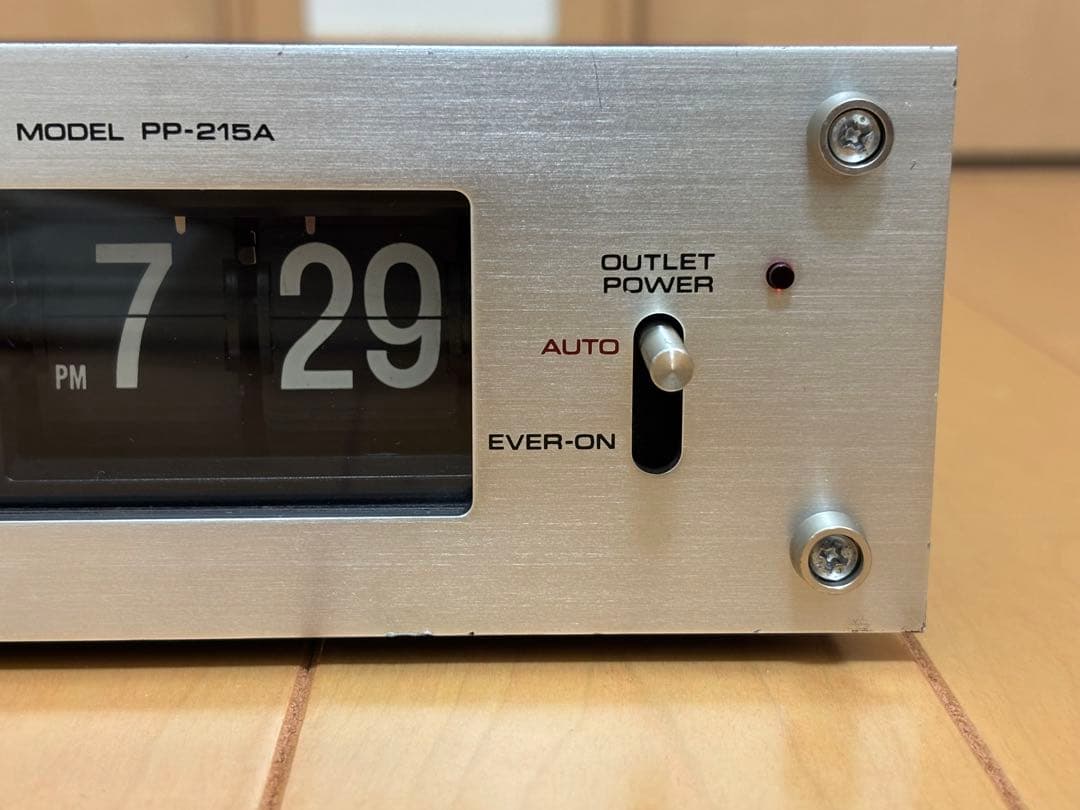 MODEL PP-215A
PM 7 29
OUTLET
POWER
AUTO
EVER-ON